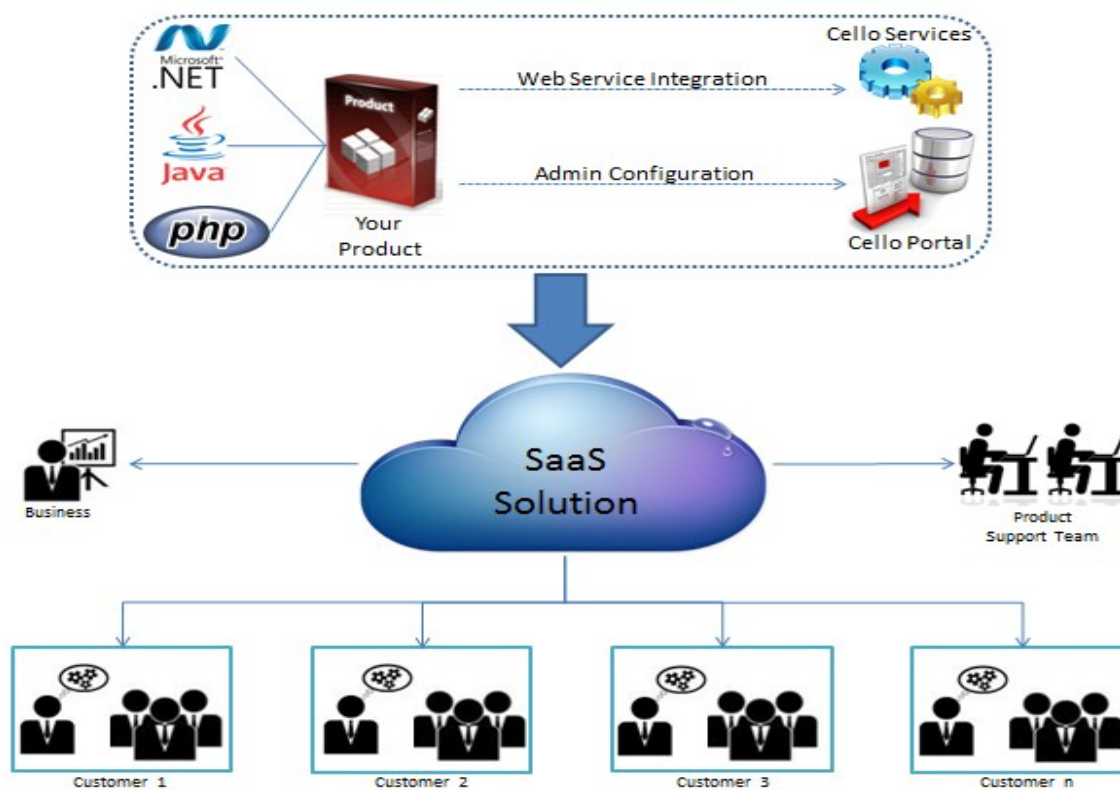 Microsoft®
.NET
Java
php
Product
Your
Product
Web Service Integration
Admin Configuration
Cello Services
Cello Portal
SaaS
Solution
Business
Product
Support Team
Customer 1
Customer 2
Customer 3
Customer n